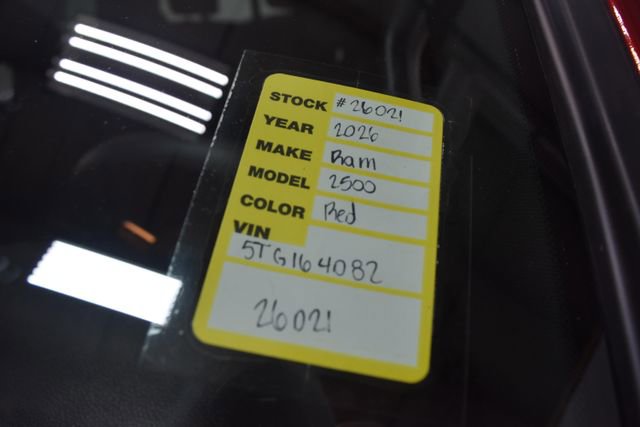 STOCK # 26021
YEAR 2026
MAKE Ram
MODEL 2500
COLOR Red
VIN
5TG164082
26021